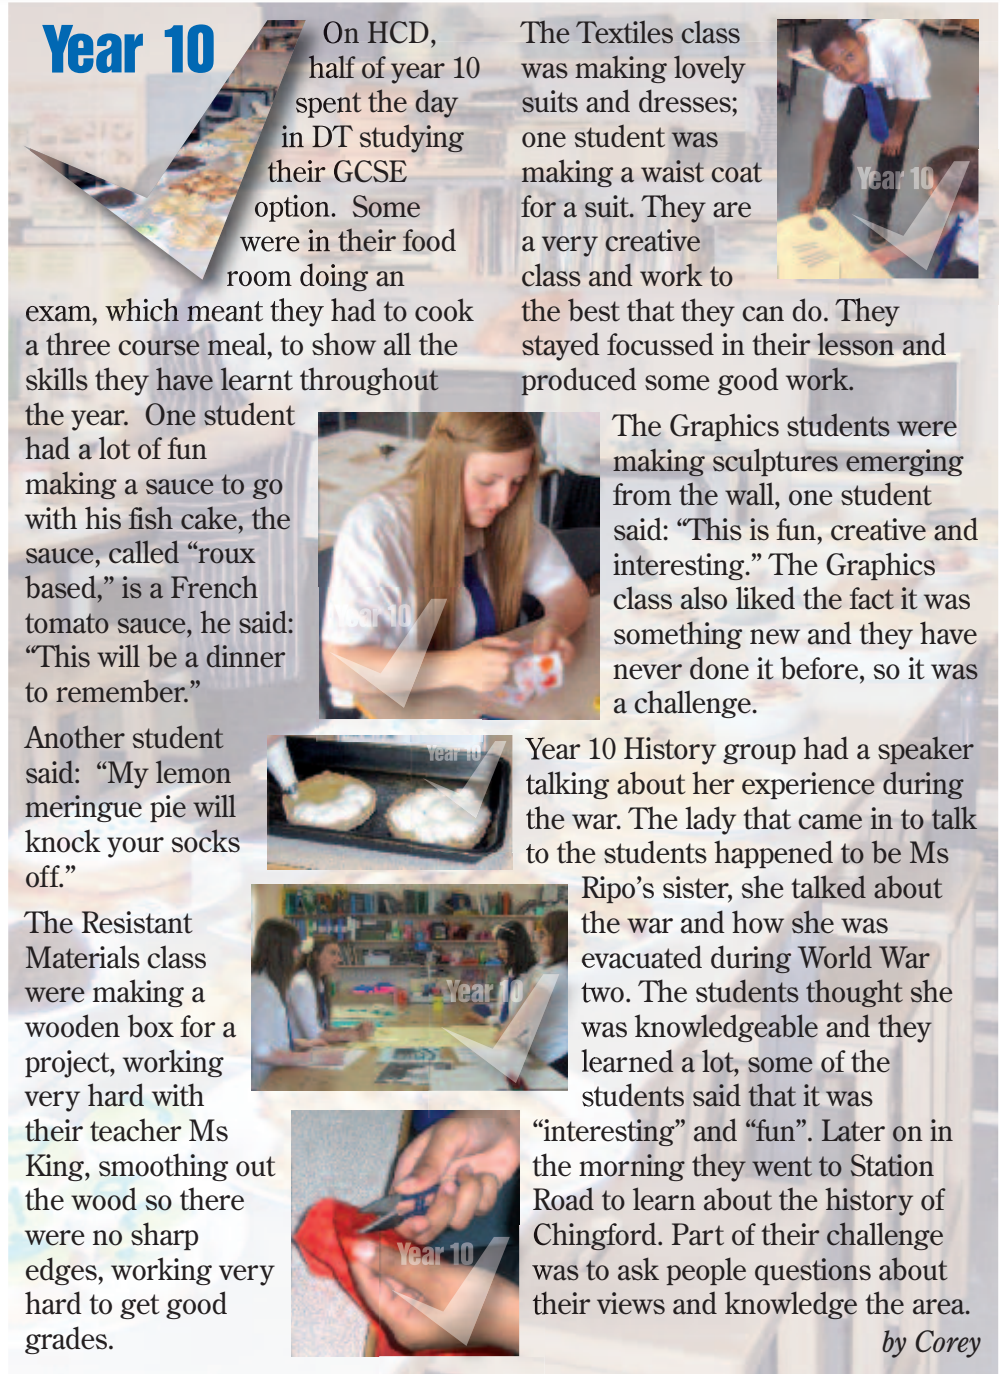 Year 10
On HCD,
half of year 10
spent the day
in DT studying
their GCSE
option.  Some
were in their food
room doing an
exam, which meant they had to cook
a three course meal, to show all the
skills they have learnt throughout
the year.  One student
had a lot of fun
making a sauce to go
with his fish cake, the
sauce, called “roux
based,” is a French
tomato sauce, he said:
“This will be a dinner
to remember.”
Another student
said:  “My lemon
meringue pie will
knock your socks
off.”
The Resistant
Materials class
were making a
wooden box for a
project, working
very hard with
their teacher Ms
King, smoothing out
the wood so there
were no sharp
edges, working very
hard to get good
grades.
The Textiles class
was making lovely
suits and dresses;
one student was
making a waist coat
for a suit. They are
a very creative
class and work to
the best that they can do. They
stayed focussed in their lesson and
produced some good work.
The Graphics students were
making sculptures emerging
from the wall, one student
said: “This is fun, creative and
interesting.” The Graphics
class also liked the fact it was
something new and they have
never done it before, so it was
a challenge.
Year 10 History group had a speaker
talking about her experience during
the war. The lady that came in to talk
to the students happened to be Ms
Ripo’s sister, she talked about
the war and how she was
evacuated during World War
two. The students thought she
was knowledgeable and they
learned a lot, some of the
students said that it was
“interesting” and “fun”. Later on in
the morning they went to Station
Road to learn about the history of
Chingford. Part of their challenge
was to ask people questions about
their views and knowledge the area.
by Corey
Year 10
Year 10
Year 10
Year 10
Year 10